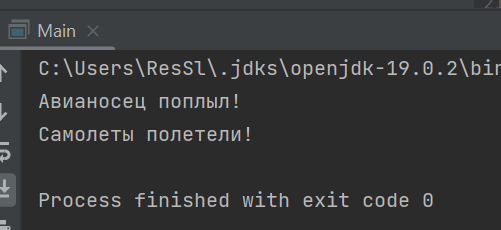 Main
C:\Users\ResSl\.jdks\openjdk-19.0.2\bin
Авианосец поплыл!
Самолеты полетели!
Process finished with exit code 0